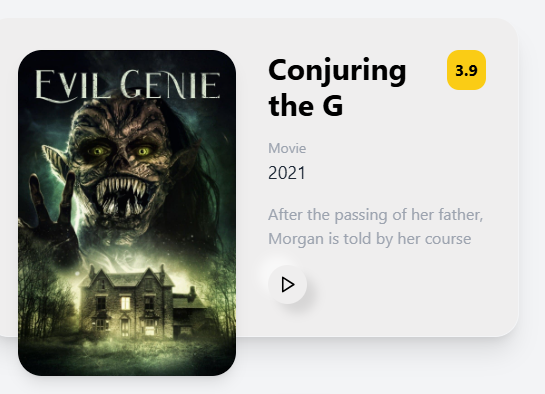 EVIL GENIE
Conjuring
the G
3.9
Movie
2021
After the passing of her father,
Morgan is told by her course